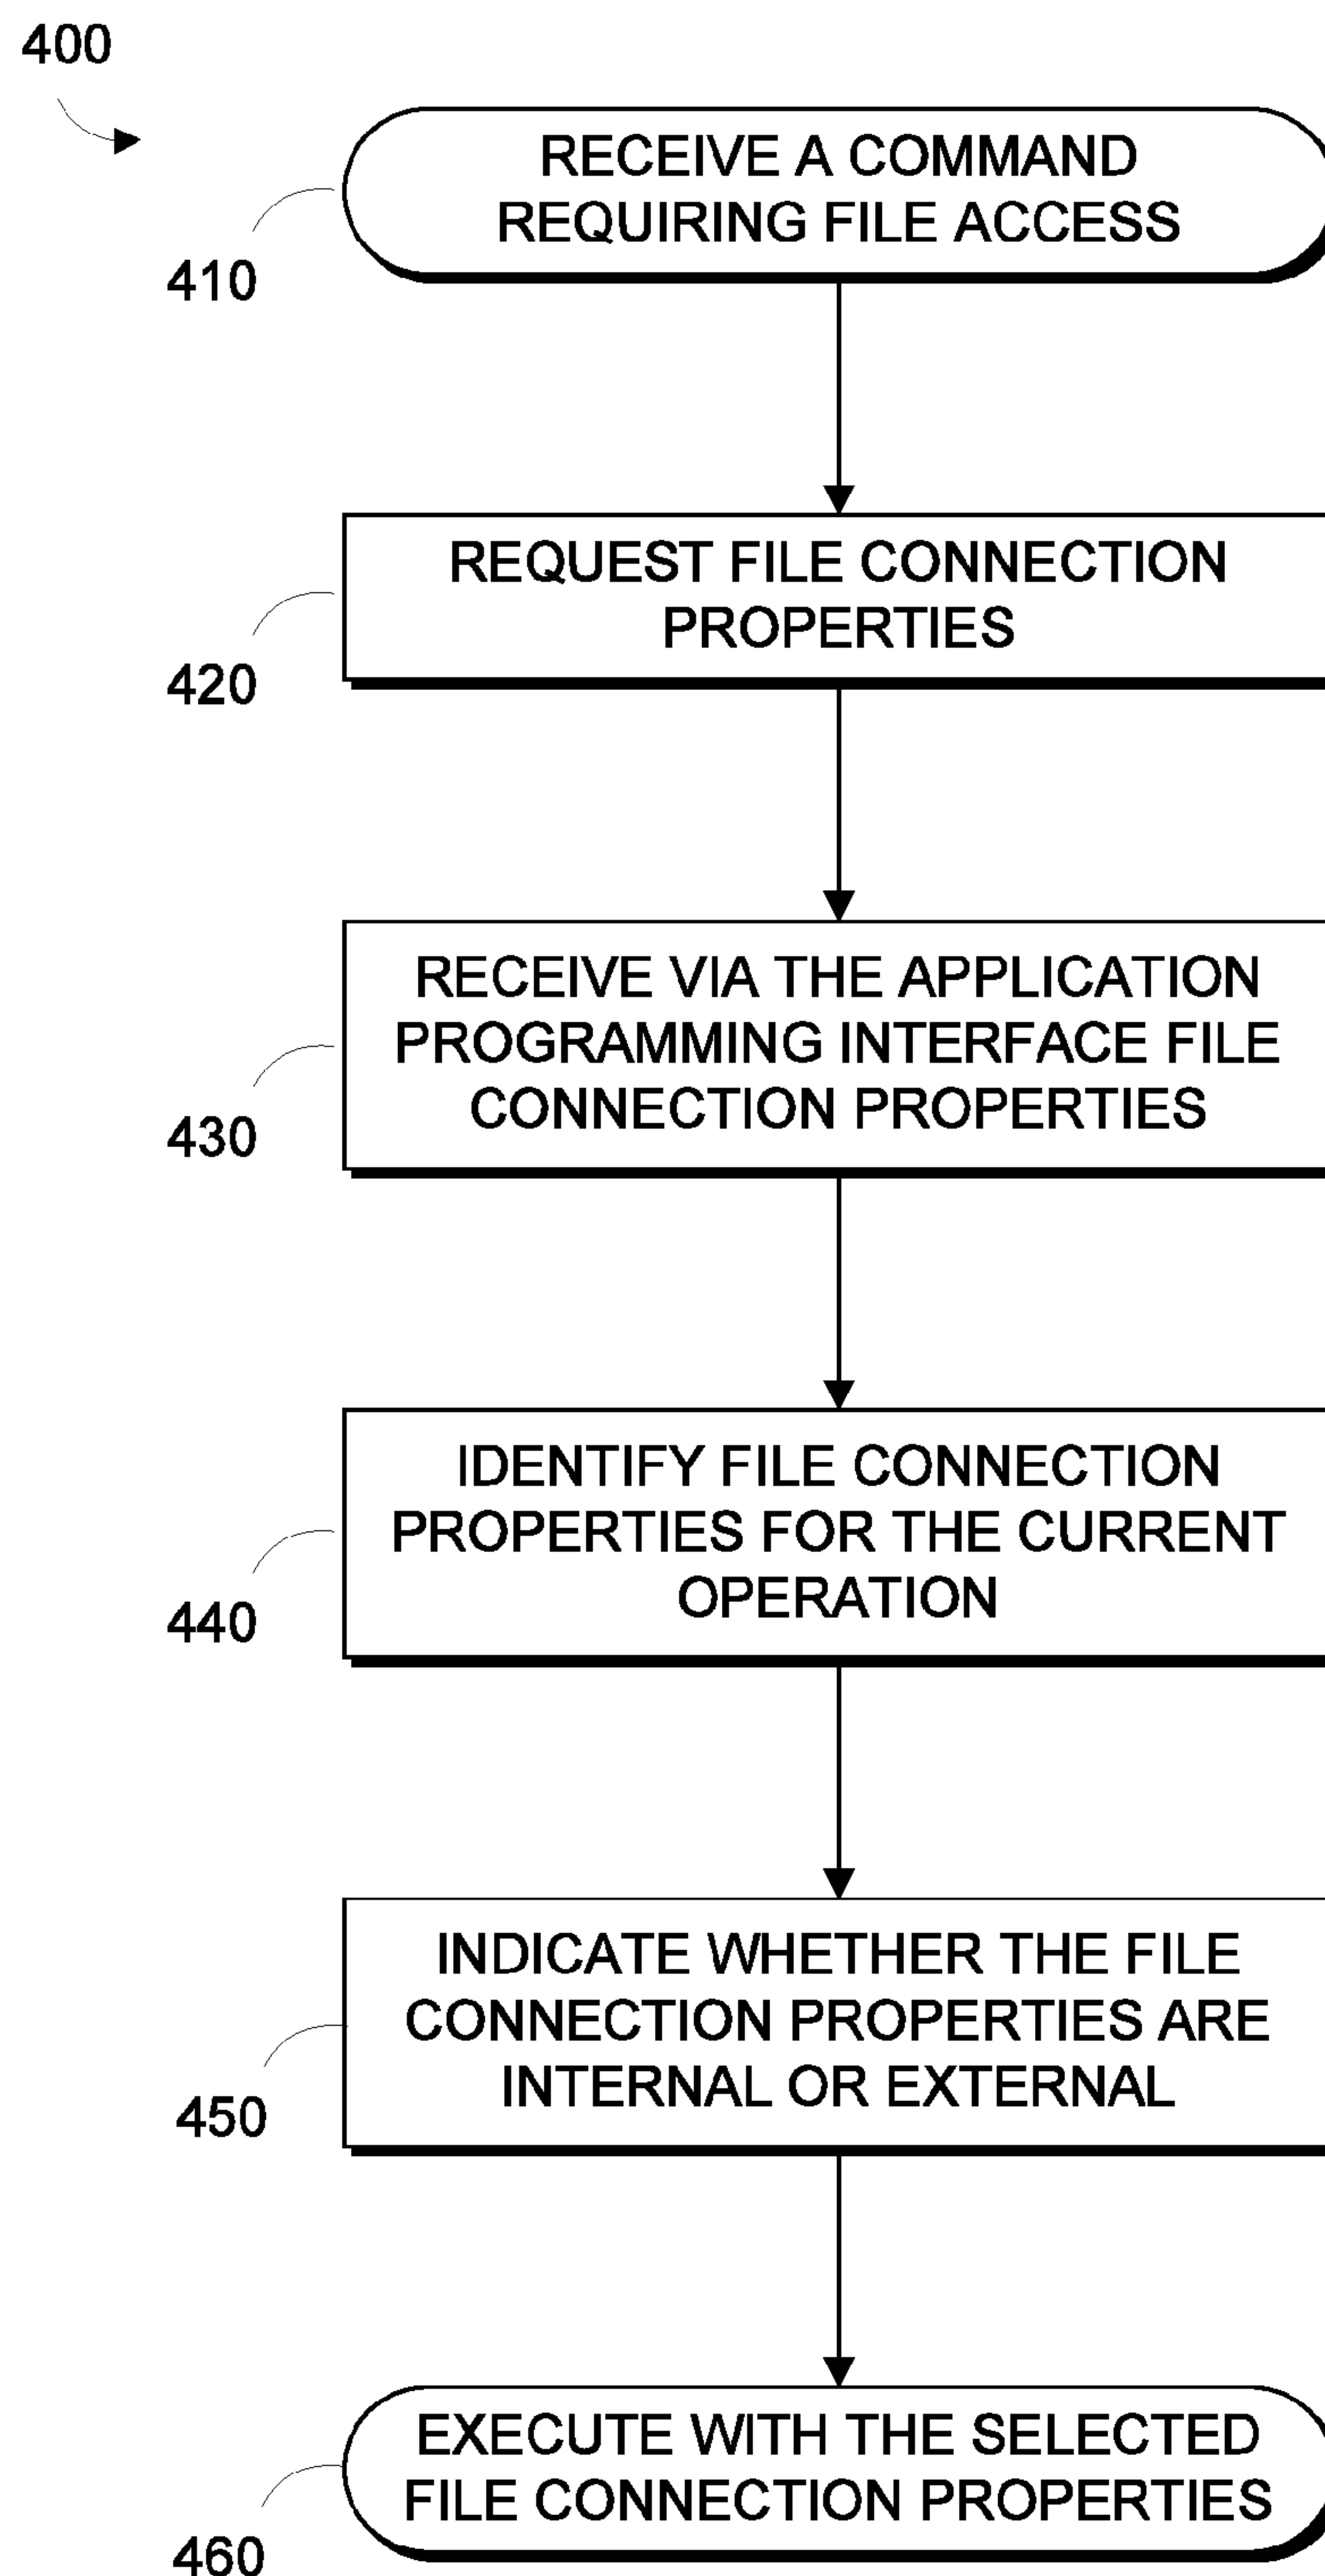 400
RECEIVE A COMMAND
REQUIRING FILE ACCESS
410
REQUEST FILE CONNECTION
PROPERTIES
420
RECEIVE VIA THE APPLICATION
PROGRAMMING INTERFACE FILE
CONNECTION PROPERTIES
430
IDENTIFY FILE CONNECTION
PROPERTIES FOR THE CURRENT
OPERATION
440
INDICATE WHETHER THE FILE
CONNECTION PROPERTIES ARE
INTERNAL OR EXTERNAL
450
EXECUTE WITH THE SELECTED
FILE CONNECTION PROPERTIES
460